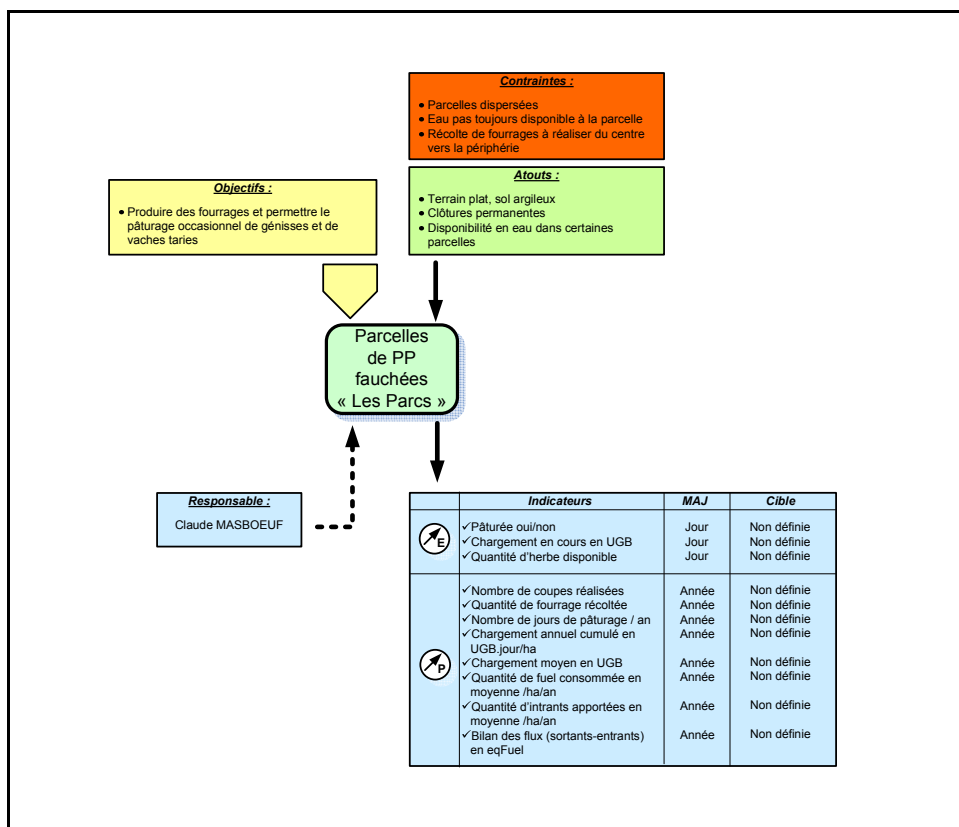 Contraintes :
• Parcelles dispersées
• Eau pas toujours disponible à la parcelle
• Récolte de fourrages à réaliser du centre
vers la périphérie
Objectifs :
• Produire des fourrages et permettre le
pâturage occasionnel de génisses et de
vaches taries
Atouts :
• Terrain plat, sol argileux
• Clôtures permanentes
• Disponibilité en eau dans certaines
parcelles
Parcelles
de PP
fauchées
« Les Parcs »
Responsable :
Claude MASBOEUF
Indicateurs MAJ Cible
E
✓Pâturée oui/non Jour Non définie
✓Chargement en cours en UGB Jour Non définie
✓Quantité d'herbe disponible Jour Non définie
P
✓Nombre de coupes réalisées Année Non définie
✓Quantité de fourrage récoltée Année Non définie
✓Nombre de jours de pâturage / an Année Non définie
✓Chargement annuel cumulé en Année Non définie
UGB.jour/ha
✓Chargement moyen en UGB Année Non définie
✓Quantité de fuel consommée en Année Non définie
moyenne /ha/an
✓Quantité d'intrants apportées en Année Non définie
moyenne /ha/an
✓Bilan des flux (sortants-entrants) Année Non définie
en eqFuel